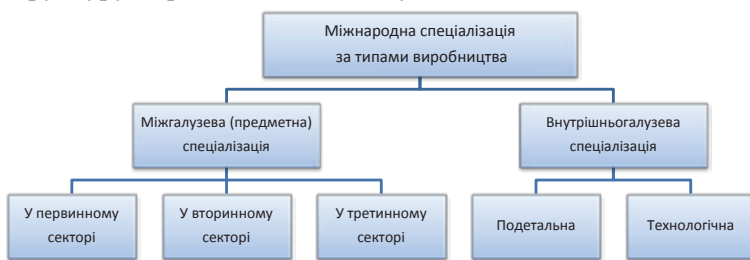 Міжнародна спеціалізація
за типами виробництва
Міжгалузева (предметна)
спеціалізація
Внутрішньогалузева
спеціалізація
У первинному
секторі
У вторинному
секторі
У третинному
секторі
Подетальна
Технологічна